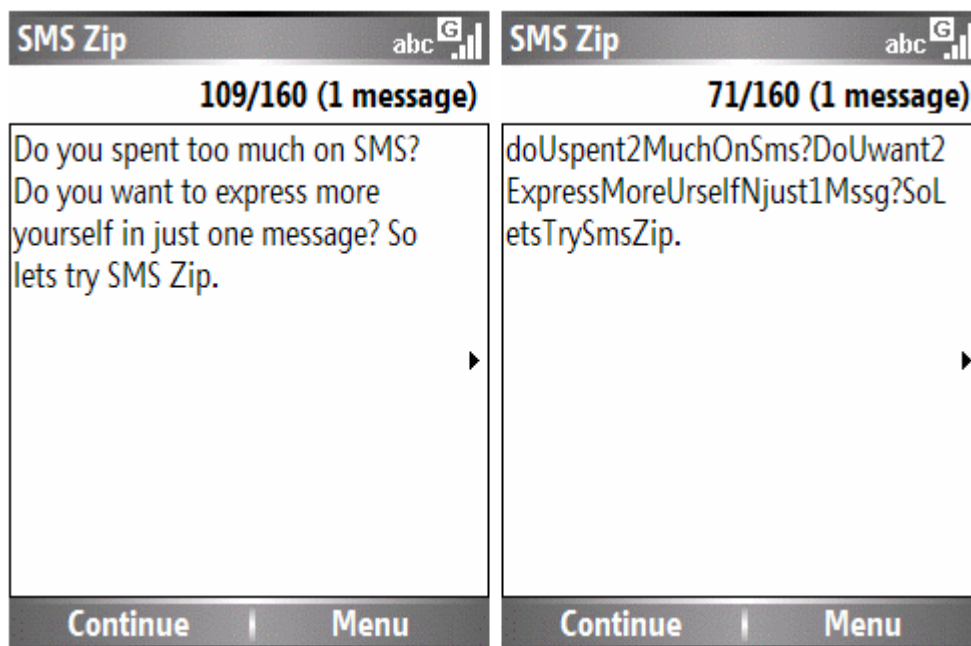 SMS Zip abc G
109/160 (1 message)
Do you spent too much on SMS?
Do you want to express more
yourself in just one message? So
lets try SMS Zip.
Continue Menu
SMS Zip abc G
71/160 (1 message)
doUspent2MuchOnSms?DoUwant2
ExpressMoreUrselfNjust1Mssg?SoL
etsTrySmsZip.
Continue Menu